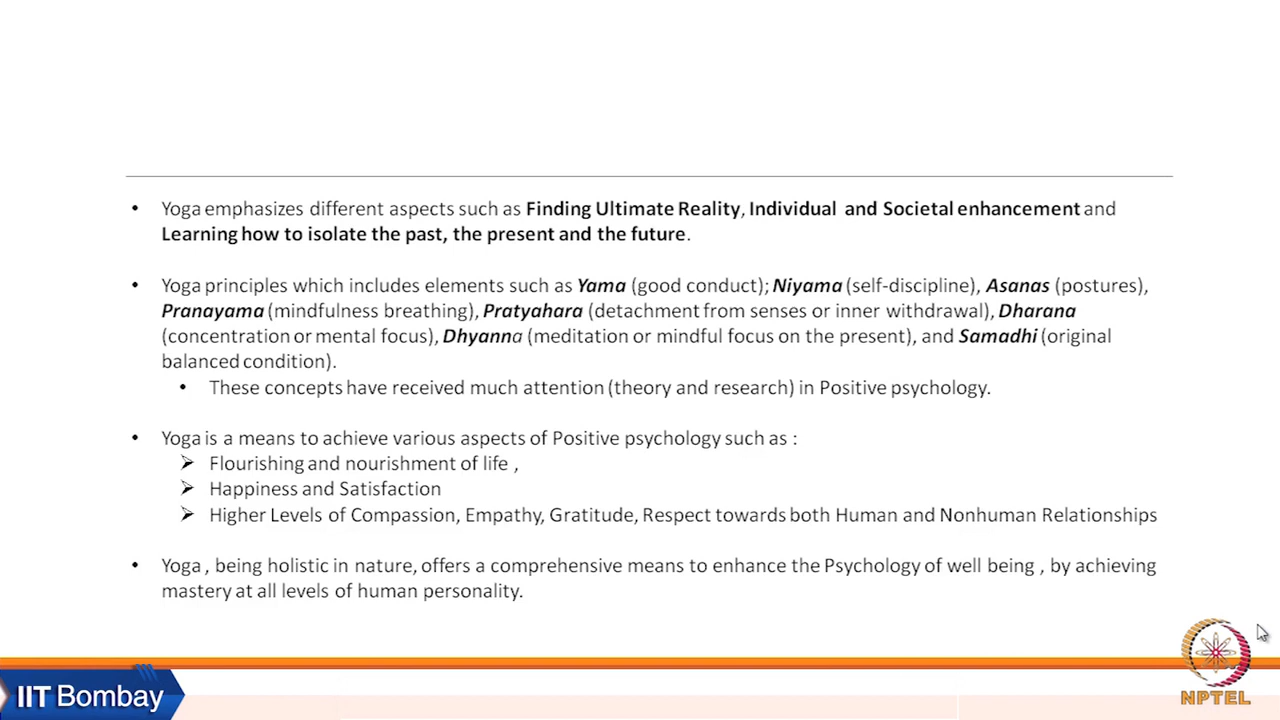 • Yoga emphasizes different aspects such as Finding Ultimate Reality, Individual and Societal enhancement and
Learning how to isolate the past, the present and the future.
• Yoga principles which includes elements such as Yama (good conduct); Niyama (self-discipline), Asanas (postures),
Pranayama (mindfulness breathing), Pratyahara (detachment from senses or inner withdrawal), Dharana
(concentration or mental focus), Dhyanna (meditation or mindful focus on the present), and Samadhi (original
balanced condition).
• These concepts have received much attention (theory and research) in Positive psychology.
• Yoga is a means to achieve various aspects of Positive psychology such as :
➢ Flourishing and nourishment of life ,
➢ Happiness and Satisfaction
➢ Higher Levels of Compassion, Empathy, Gratitude, Respect towards both Human and Nonhuman Relationships
• Yoga , being holistic in nature, offers a comprehensive means to enhance the Psychology of well being , by achieving
mastery at all levels of human personality.
IIT Bombay
NPTEL